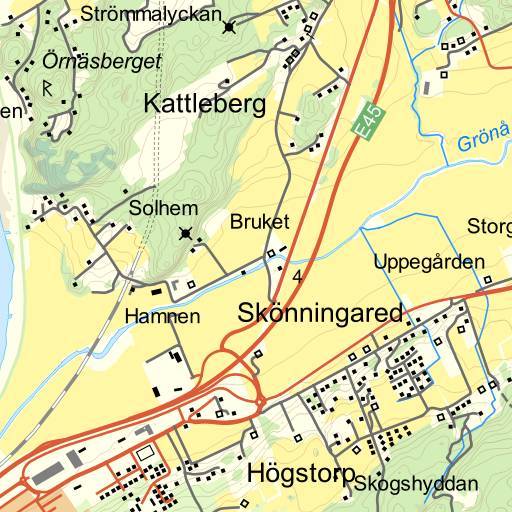 Strömmalyckan
Örnäsberget
R
en
Kattleberg
E45
Grönå
Solhem
Bruket
Storg
Uppegården
4
Hamnen
Skönningared
Högstorp
Skogshyddan